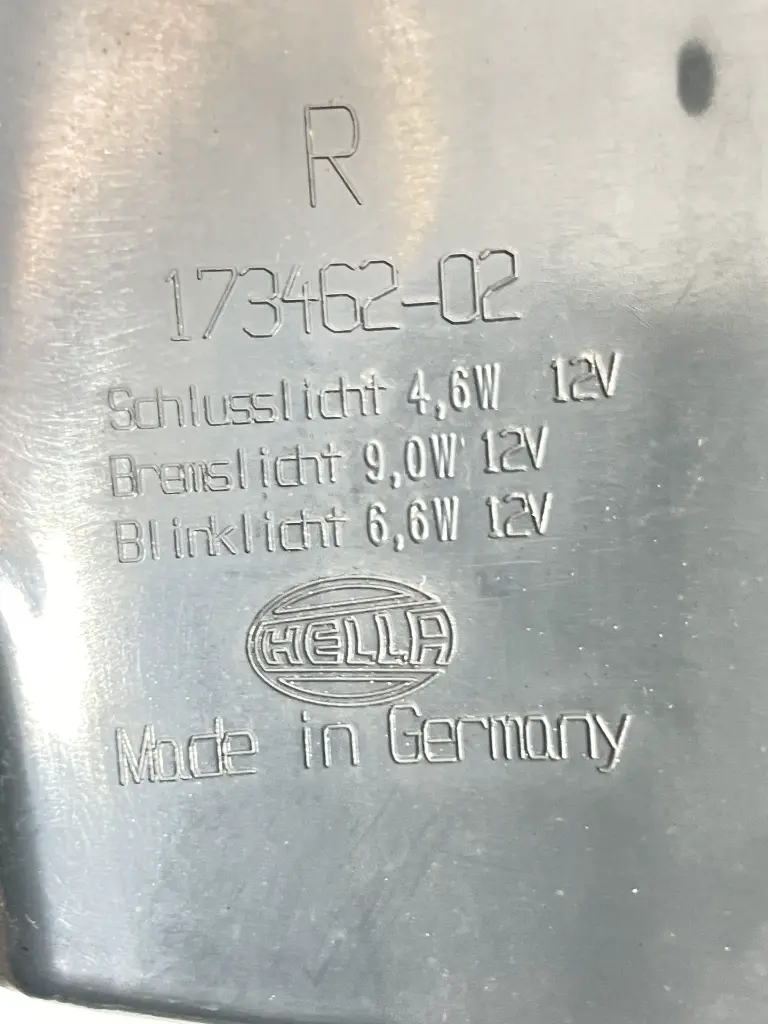 R
173462-02
Schlusslicht 4,6W 12V
Bremslicht 9,0W 12V
Blinklicht 6,6W 12V
HELLA
Made in Germany